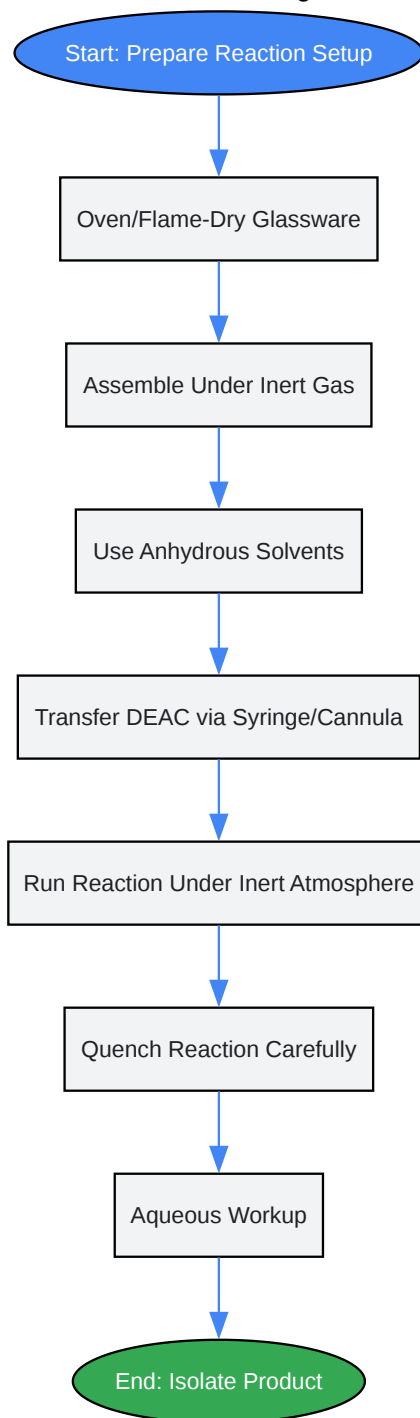 Start: Prepare Reaction Setup
Oven/Flame-Dry Glassware
Assemble Under Inert Gas
Use Anhydrous Solvents
Transfer DEAC via Syringe/Cannula
Run Reaction Under Inert Atmosphere
Quench Reaction Carefully
Aqueous Workup
End: Isolate Product